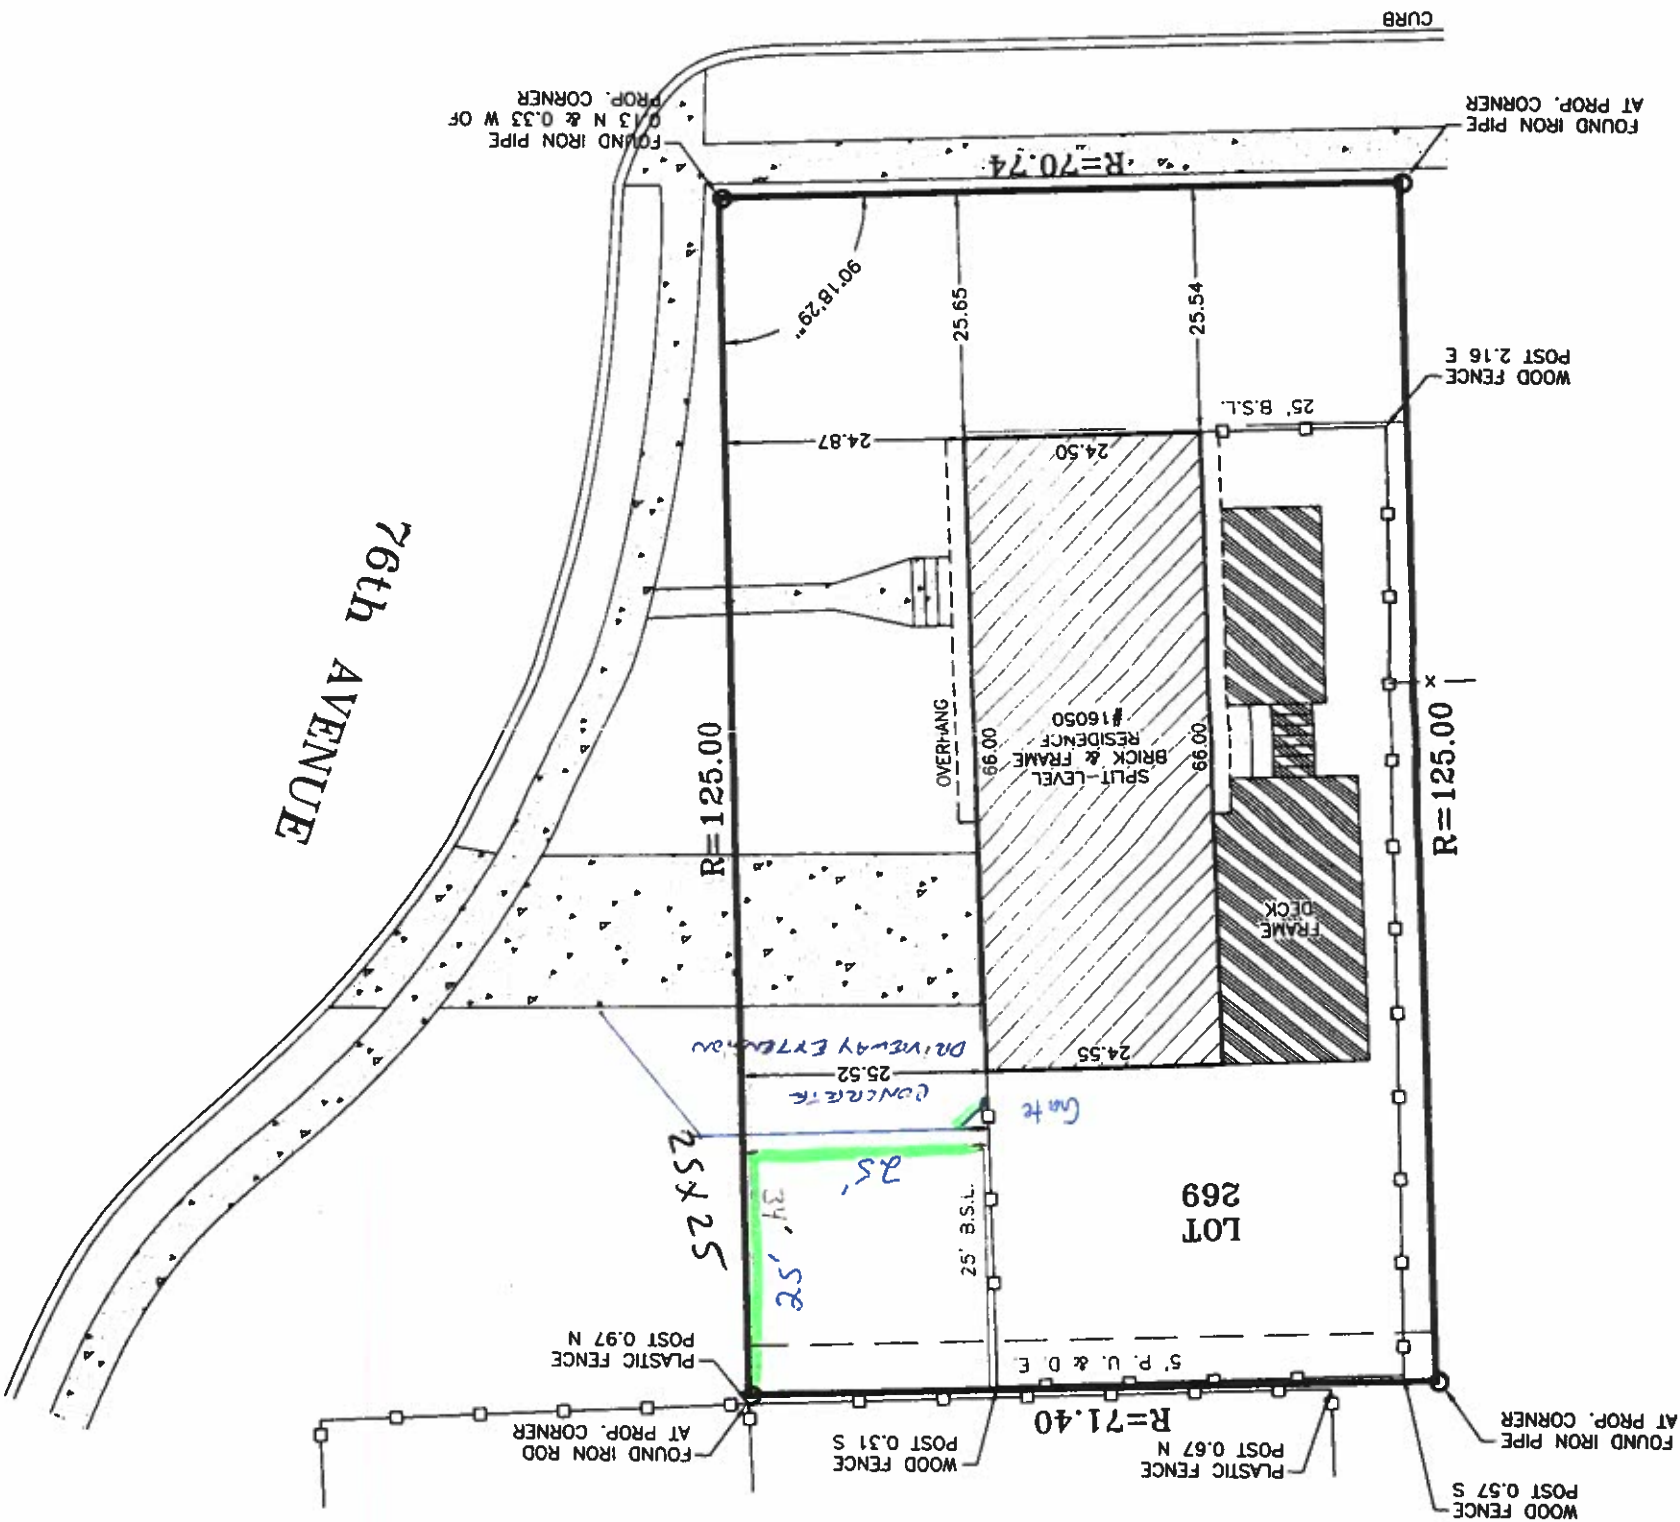 CURB
FOUND IRON PIPE
AT PROP. CORNER
FOUND IRON PIPE
0.13 N & 0.33 W OF
PROP. CORNER
R=70.74
90°18'29"
25.65
25.54
WOOD FENCE
POST 2.16 E
25' B.S.L.
24.87
24.50
76th AVENUE
OVERHANG
66.00
SPLIT-LEVEL
BRICK & FRAME
RESIDENCE
#16050
66.00
R=125.00
R=125.00
FRAME
DECK
24.55
25.52
CONCRETE
DRIVEWAY EXTENSION
Gate
25'
34'
25'
25 x 25
25' B.S.L.
LOT
269
5' P. U. & D. E.
PLASTIC FENCE
POST 0.97 N
FOUND IRON ROD
AT PROP. CORNER
WOOD FENCE
POST 0.31 S
R=71.40
PLASTIC FENCE
POST 0.67 N
FOUND IRON PIPE
AT PROP. CORNER
WOOD FENCE
POST 0.57 S